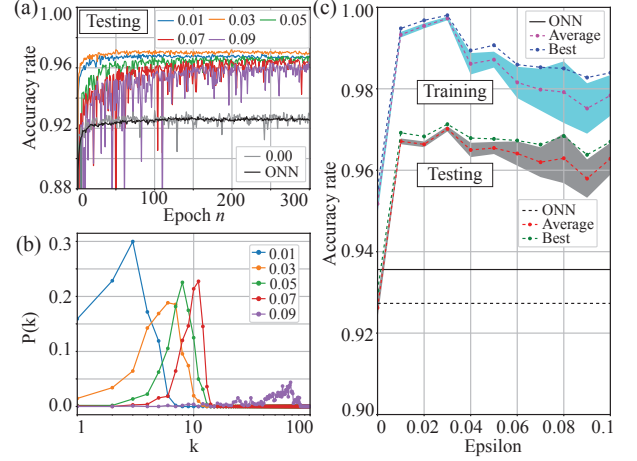 (a)
Testing
0.01
0.03
0.05
0.07
0.09
1.00
0.96
0.92
0.88
Accuracy rate
0.00
ONN
0
100
200
300
Epoch n
(b)
0.3
0.2
0.1
0.0
P(k)
0.01
0.03
0.05
0.07
0.09
1
10
100
k
(c)
1.00
0.98
0.96
0.94
0.92
0.90
Accuracy rate
ONN
Average
Best
Training
Testing
ONN
Average
Best
0
0.02
0.04
0.06
0.08
0.1
Epsilon